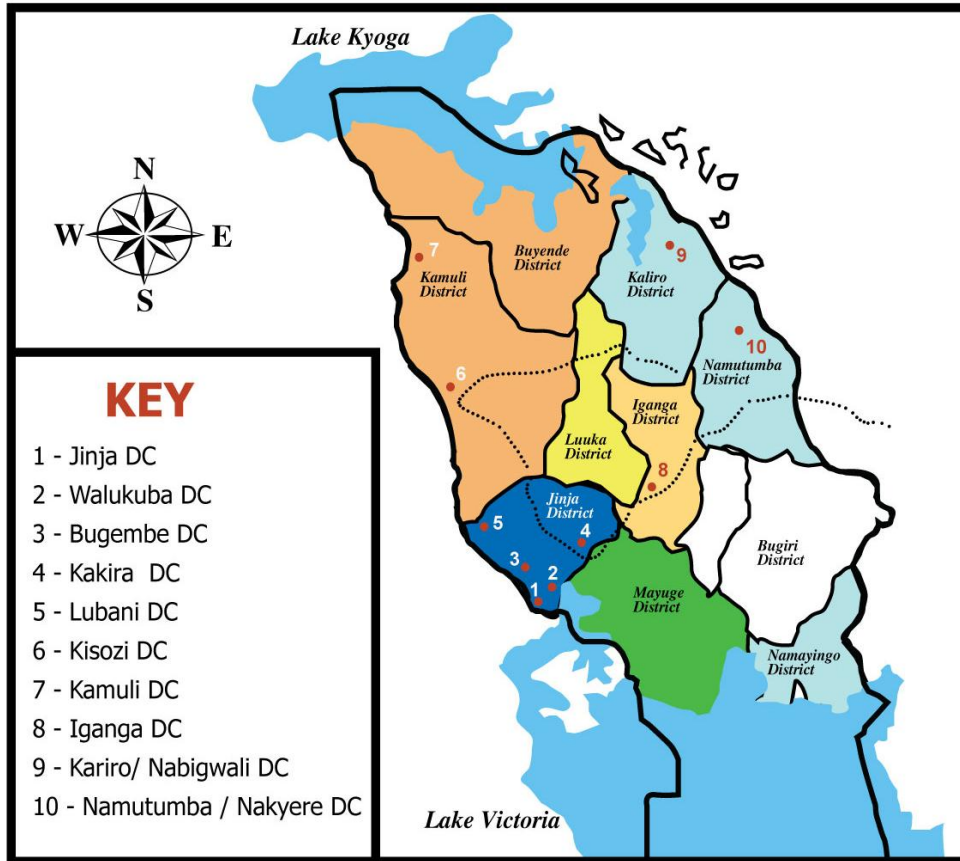 Lake Kyoga
N
W
E
S
7
Kamuli
District
Buyende
District
9
Kaliro
District
10
Namutumba
District
6
Iganga
District
Luuka
District
8
Jinja
District
5
4
3
2
1
Bugiri
District
Mayuge
District
Namayingo
District
Lake Victoria
KEY
1 - Jinja DC
2 - Walukuba DC
3 - Bugembe DC
4 - Kakira DC
5 - Lubani DC
6 - Kisozi DC
7 - Kamuli DC
8 - Iganga DC
9 - Kariro/ Nabigwali DC
10 - Namutumba / Nakyere DC